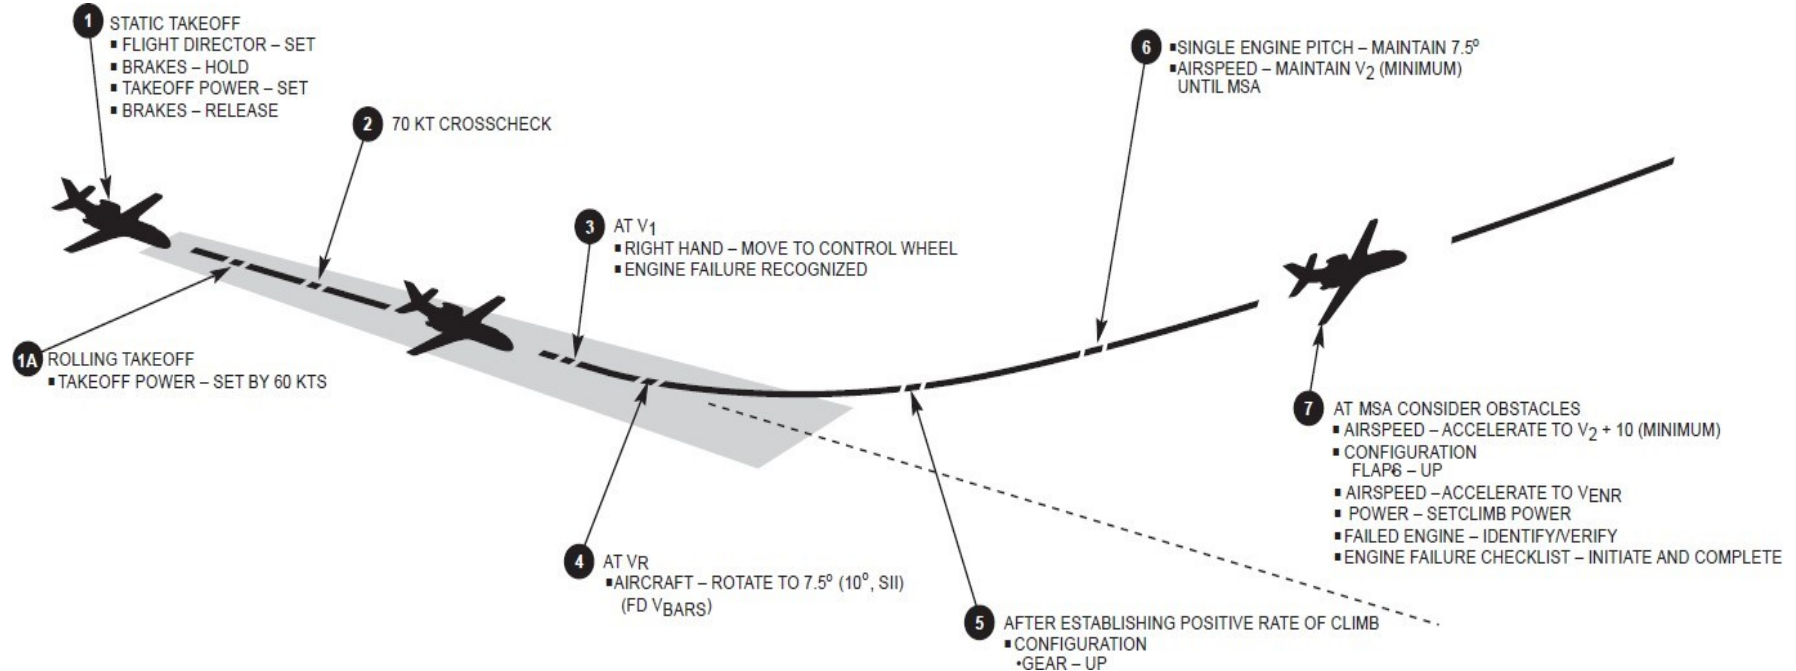 1 STATIC TAKEOFF
▪ FLIGHT DIRECTOR – SET
▪ BRAKES – HOLD
▪ TAKEOFF POWER – SET
▪ BRAKES – RELEASE
1A ROLLING TAKEOFF
▪ TAKEOFF POWER – SET BY 60 KTS
2 70 KT CROSSCHECK
3 AT V1
▪ RIGHT HAND – MOVE TO CONTROL WHEEL
▪ ENGINE FAILURE RECOGNIZED
4 AT VR
▪ AIRCRAFT – ROTATE TO 7.5° (10°, SII)
(FD VBARS)
5 AFTER ESTABLISHING POSITIVE RATE OF CLIMB
▪ CONFIGURATION
•GEAR – UP
6 ▪SINGLE ENGINE PITCH – MAINTAIN 7.5°
▪AIRSPEED – MAINTAIN V2 (MINIMUM)
UNTIL MSA
7 AT MSA CONSIDER OBSTACLES
▪ AIRSPEED – ACCELERATE TO V2 + 10 (MINIMUM)
▪ CONFIGURATION
FLAPS – UP
▪ AIRSPEED – ACCELERATE TO VENR
▪ POWER – SETCLIMB POWER
▪ FAILED ENGINE – IDENTIFY/VERIFY
▪ ENGINE FAILURE CHECKLIST – INITIATE AND COMPLETE